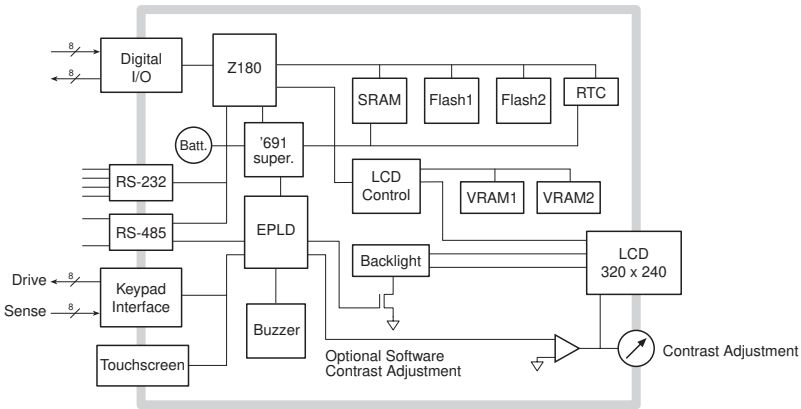 8
8
Digital
I/O
Z180
SRAM
Flash1
Flash2
RTC
Batt.
'691
super.
RS-232
LCD
Control
VRAM1
VRAM2
RS-485
EPLD
Backlight
LCD
320 x 240
Drive
8
Sense
8
Keypad
Interface
Buzzer
Touchscreen
Optional Software
Contrast Adjustment
Contrast Adjustment